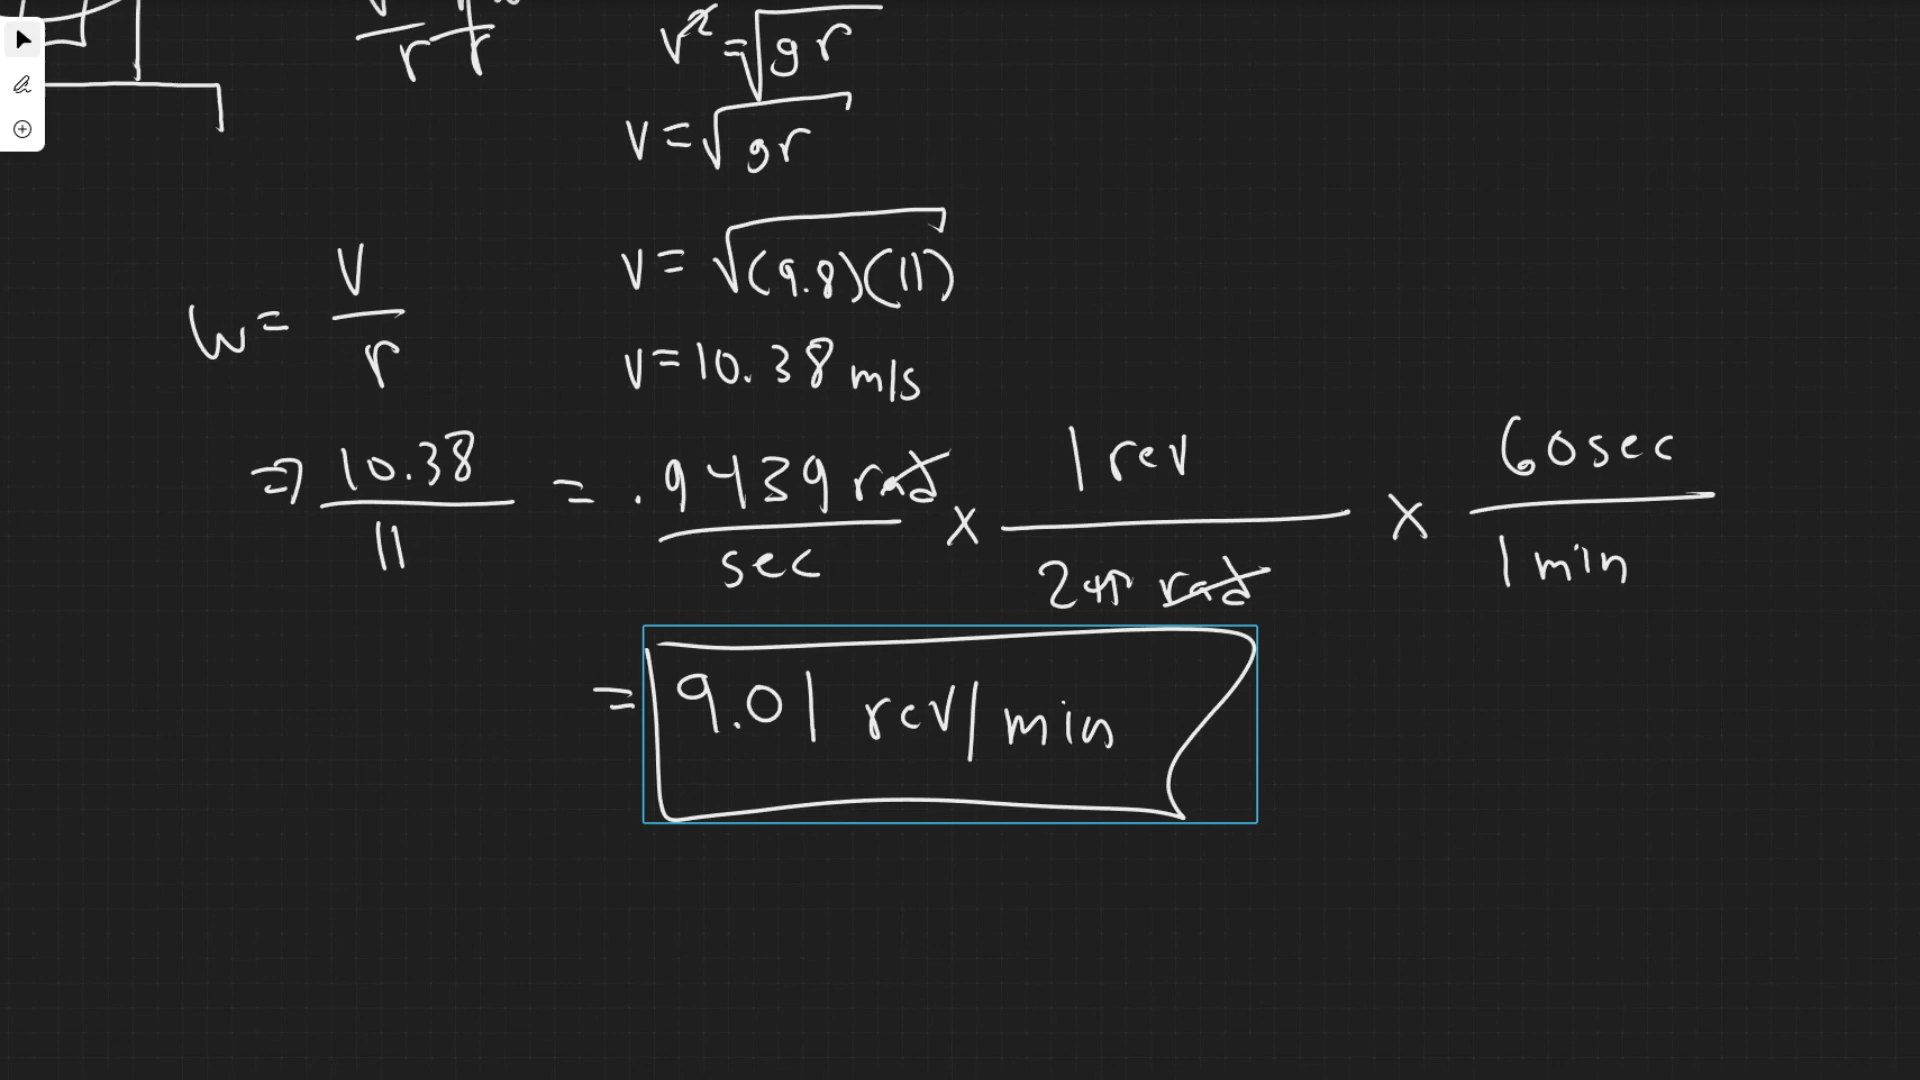 r r
v² = √gr
v = √gr
v = √(9.8)(11)
w = v/r
v = 10.38 m/s
⇒ 10.38/11 = .9439 rad/sec x 1 rev/2π rad x 60 sec/1 min
= 9.01 rev/min